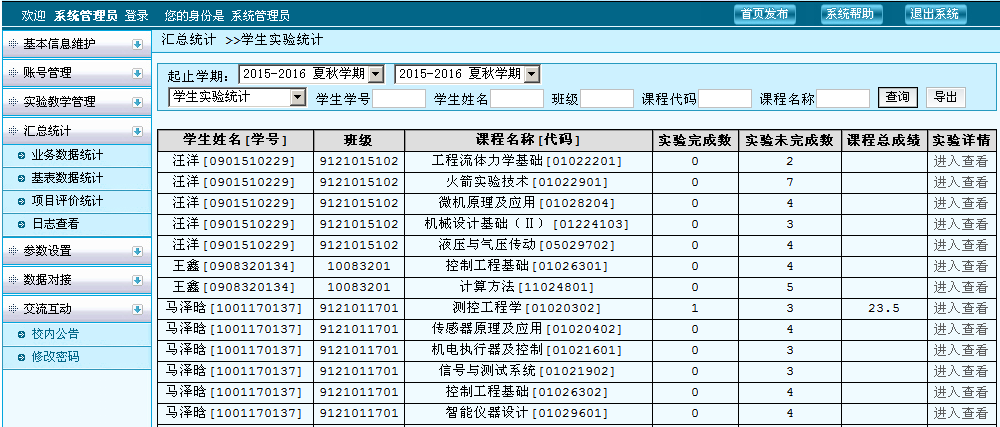 欢迎 系统管理员 登录 您的身份是 系统管理员 首页发布 系统帮助 退出系统
基本信息维护
账号管理
实验教学管理
汇总统计
业务数据统计
基表数据统计
项目评价统计
日志查看
参数设置
数据对接
交流互动
校内公告
修改密码
汇总统计 >>学生实验统计
起止学期: 2015-2016 夏秋学期 2015-2016 夏秋学期
学生实验统计 学生学号 学生姓名 班级 课程代码 课程名称 查询 导出
学生姓名[学号] 班级 课程名称[代码] 实验完成数 实验未完成数 课程总成绩 实验详情
汪洋[0901510229] 9121015102 工程流体力学基础[01022201] 0 2 进入查看
汪洋[0901510229] 9121015102 火箭实验技术[01022901] 0 7 进入查看
汪洋[0901510229] 9121015102 微机原理及应用[01028204] 0 4 进入查看
汪洋[0901510229] 9121015102 机械设计基础(Ⅱ)[01224103] 0 3 进入查看
汪洋[0901510229] 9121015102 液压与气压传动[05029702] 0 4 进入查看
王鑫[0908320134] 10083201 控制工程基础[01026301] 0 4 进入查看
王鑫[0908320134] 10083201 计算方法[11024801] 0 5 进入查看
马泽晗[1001170137] 9121011701 测控工程学[01020302] 1 3 23.5 进入查看
马泽晗[1001170137] 9121011701 传感器原理及应用[01020402] 0 4 进入查看
马泽晗[1001170137] 9121011701 机电执行器及控制[01021601] 0 3 进入查看
马泽晗[1001170137] 9121011701 信号与测试系统[01021902] 0 3 进入查看
马泽晗[1001170137] 9121011701 控制工程基础[01026302] 0 4 进入查看
马泽晗[1001170137] 9121011701 智能仪器设计[01029601] 0 4 进入查看